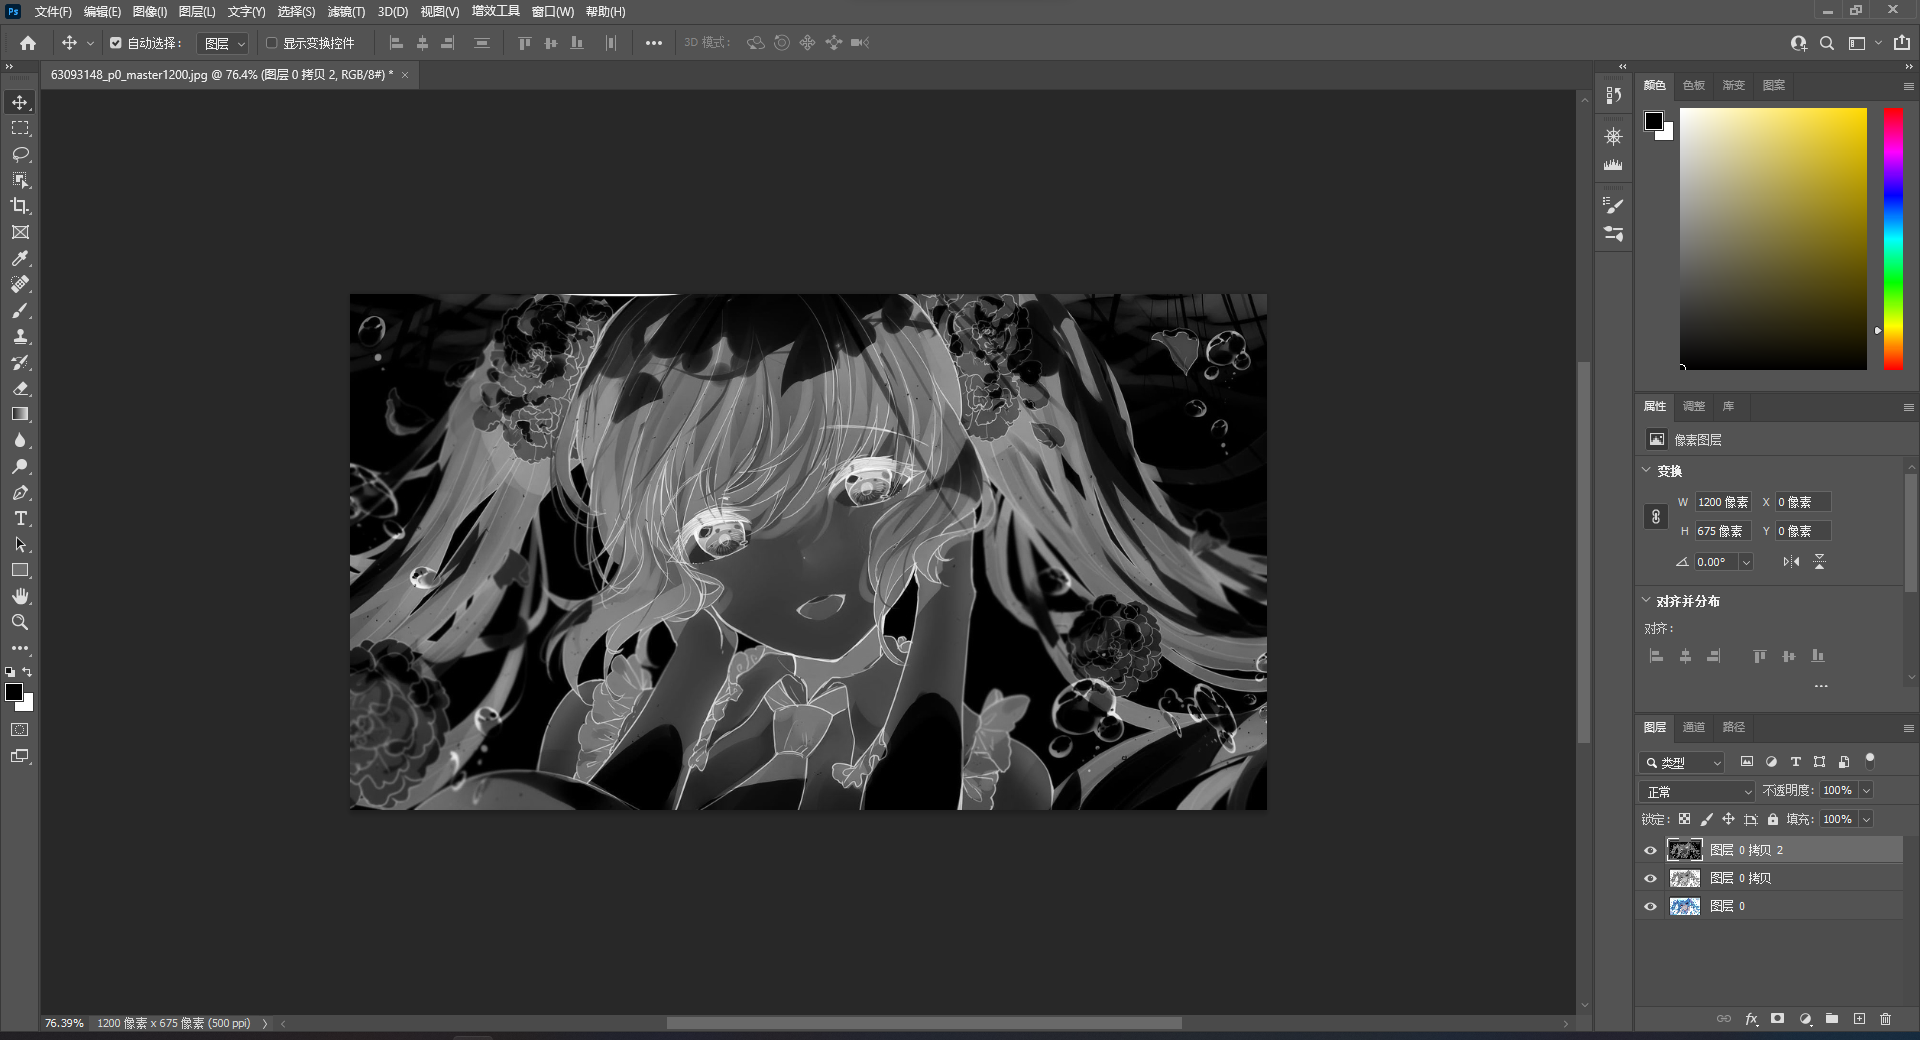 Ps 文件(F) 编辑(E) 图像(I) 图层(L) 文字(Y) 选择(S) 滤镜(T) 3D(D) 视图(V) 增效工具 窗口(W) 帮助(H)
自动选择： 图层 显示变换控件 3D 模式：
63093148_p0_master1200.jpg @ 76.4% (图层 0 拷贝 2, RGB/8#) *
颜色 色板 渐变 图案
属性 调整 库
像素图层
变换
W 1200 像素 X 0 像素
H 675 像素 Y 0 像素
0.00°
对齐并分布
对齐：
图层 通道 路径
类型
正常 不透明度： 100%
锁定： 填充： 100%
图层 0 拷贝 2
图层 0 拷贝
图层 0
76.39% 1200 像素 x 675 像素 (500 ppi)